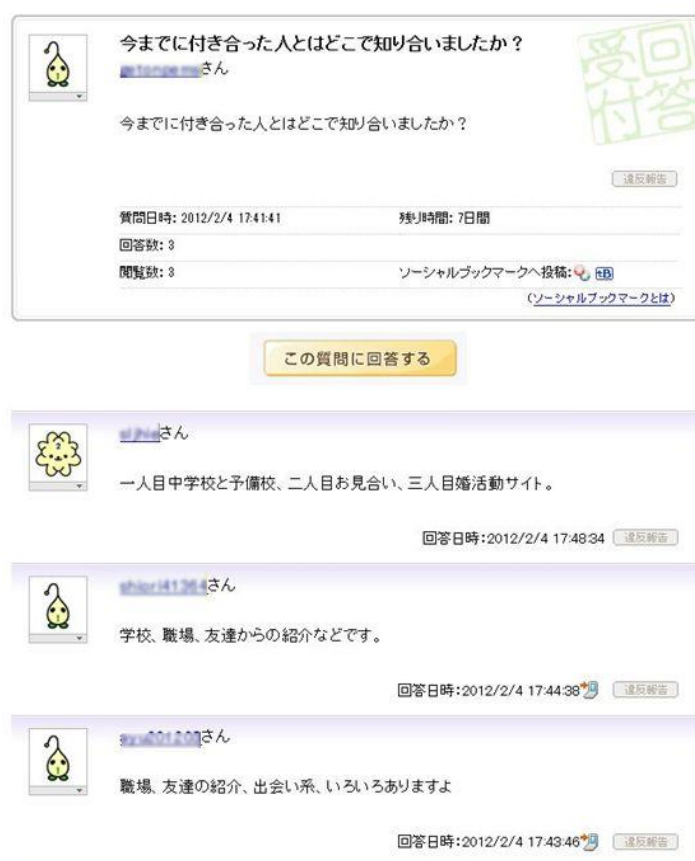 今までに付き合った人とはどこで知り合いましたか？
さん
回答
受付
今までに付き合った人とはどこで知り合いましたか？
違反報告
質問日時: 2012/2/4 17:41:41 残り時間: 7日間
回答数: 3
閲覧数: 3 ソーシャルブックマークへ投稿:
（ソーシャルブックマークとは）
この質問に回答する
さん
一人目中学校と予備校、二人目お見合い、三人目婚活動サイト。
回答日時:2012/2/4 17:48:34 違反報告
さん
学校、職場、友達からの紹介などです。
回答日時:2012/2/4 17:44:38 違反報告
さん
職場、友達の紹介、出会い系、いろいろありますよ
回答日時:2012/2/4 17:43:46 違反報告